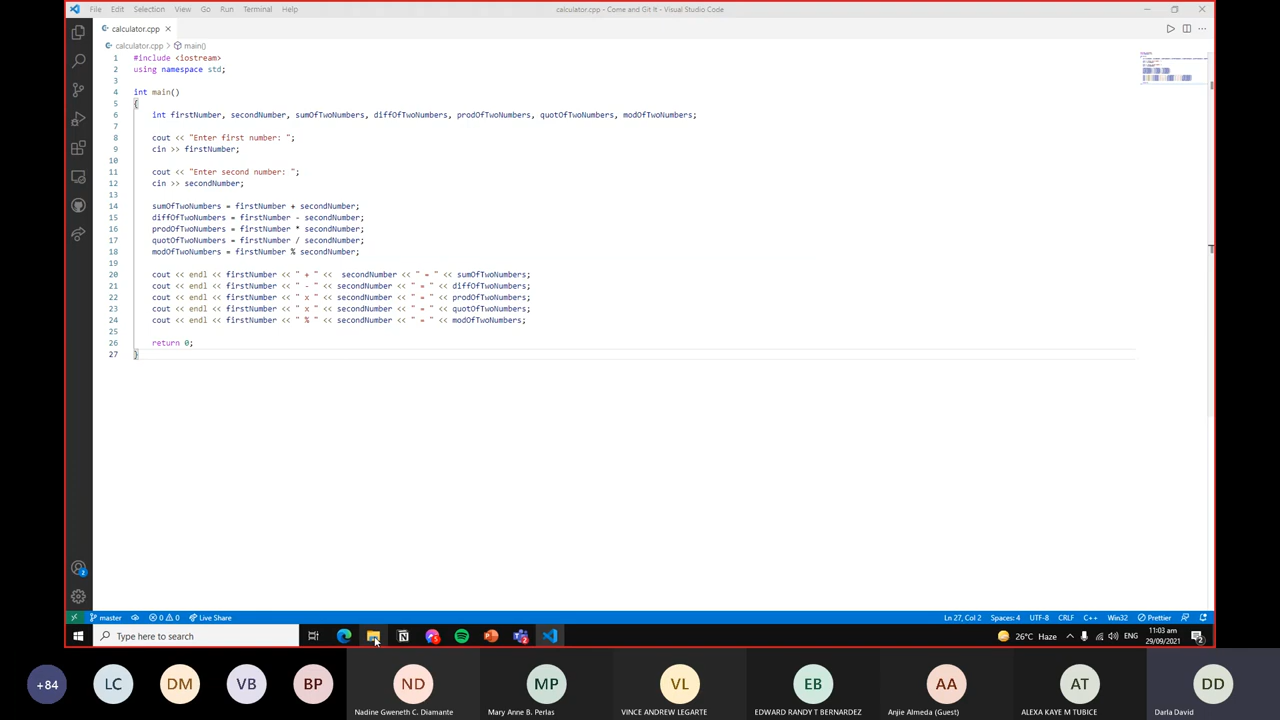 File Edit Selection View Go Run Terminal Help
calculator.cpp - Come and Git It - Visual Studio Code
calculator.cpp
calculator.cpp > main()
1 #include <iostream>
2 using namespace std;
3
4 int main()
5 {
6 int firstNumber, secondNumber, sumOfTwoNumbers, diffOfTwoNumbers, prodOfTwoNumbers, quotOfTwoNumbers, modOfTwoNumbers;
7
8 cout << "Enter first number: ";
9 cin >> firstNumber;
10
11 cout << "Enter second number: ";
12 cin >> secondNumber;
13
14 sumOfTwoNumbers = firstNumber + secondNumber;
15 diffOfTwoNumbers = firstNumber - secondNumber;
16 prodOfTwoNumbers = firstNumber * secondNumber;
17 quotOfTwoNumbers = firstNumber / secondNumber;
18 modOfTwoNumbers = firstNumber % secondNumber;
19
20 cout << endl << firstNumber << " + " <<  secondNumber << " = " << sumOfTwoNumbers;
21 cout << endl << firstNumber << " - " << secondNumber << " = " << diffOfTwoNumbers;
22 cout << endl << firstNumber << " x " << secondNumber << " = " << prodOfTwoNumbers;
23 cout << endl << firstNumber << " x " << secondNumber << " = " << quotOfTwoNumbers;
24 cout << endl << firstNumber << " % " << secondNumber << " = " << modOfTwoNumbers;
25
26 return 0;
27 }
master 0 0 Live Share Ln 27, Col 2 Spaces: 4 UTF-8 CRLF C++ Win32 Prettier
Type here to search 26°C Haze ENG 11:03 am
29/09/2021
+84 LC DM VB BP ND MP VL EB AA AT DD
Nadine Gweneth C. Diamante Mary Anne B. Perlas VINCE ANDREW LEGARTE EDWARD RANDY T BERNARDEZ Anjie Almeda (Guest) ALEXA KAYE M TUBICE Darla David